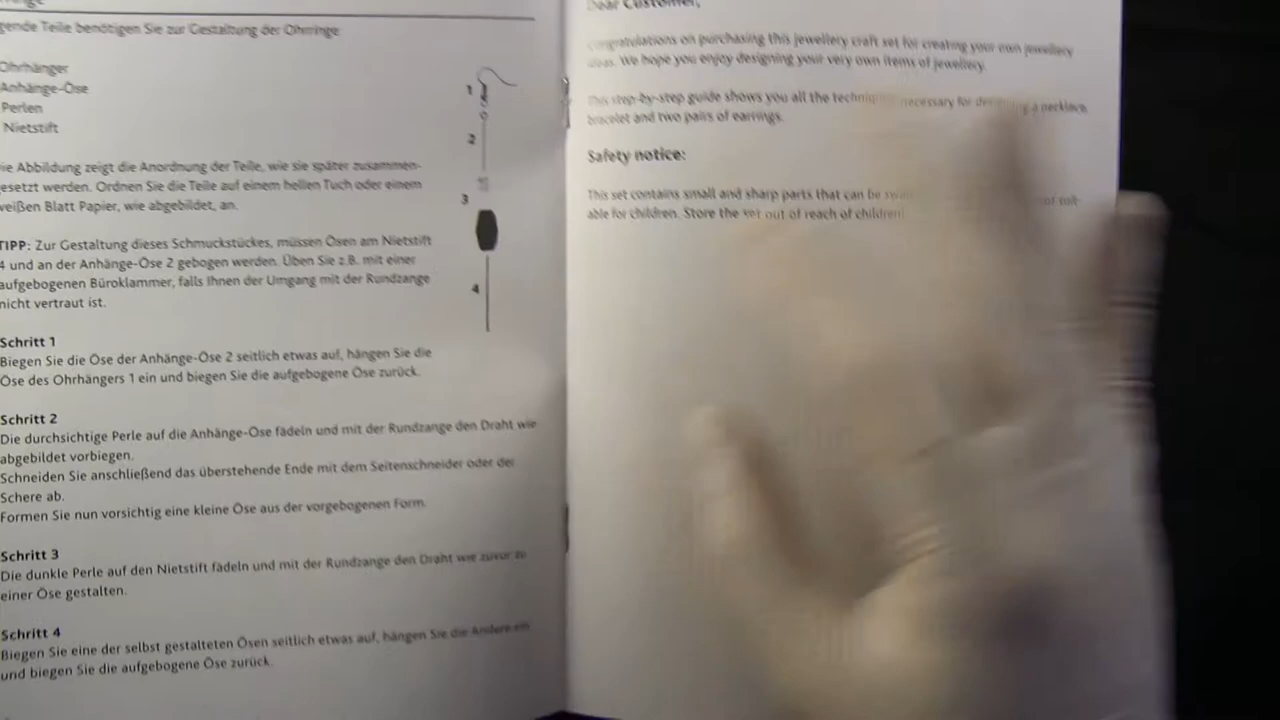 gende Teile benötigen Sie zur Gestaltung der Ohrringe
Ohrhänger
Anhänge-Öse
Perlen
Nietstift
ie Abbildung zeigt die Anordnung der Teile, wie sie später zusammen-
esetzt werden. Ordnen Sie die Teile auf einem hellen Tuch oder einem
weißen Blatt Papier, wie abgebildet, an.
TIPP: Zur Gestaltung dieses Schmuckstückes, müssen Ösen am Nietstift
4 und an der Anhänge-Öse 2 gebogen werden. Üben Sie z.B. mit einer
aufgebogenen Büroklammer, falls Ihnen der Umgang mit der Rundzange
nicht vertraut ist.
1
2
3
4
Schritt 1
Biegen Sie die Öse der Anhänge-Öse 2 seitlich etwas auf, hängen Sie die
Öse des Ohrhängers 1 ein und biegen Sie die aufgebogene Öse zurück.
Schritt 2
Die durchsichtige Perle auf die Anhänge-Öse fädeln und mit der Rundzange den Draht wie
abgebildet vorbiegen.
Schneiden Sie anschließend das überstehende Ende mit dem Seitenschneider oder der
Schere ab.
Formen Sie nun vorsichtig eine kleine Öse aus der vorgebogenen Form.
Schritt 3
Die dunkle Perle auf den Nietstift fädeln und mit der Rundzange den Draht wie zuvor zu
einer Öse gestalten.
Schritt 4
Biegen Sie eine der selbst gestalteten Ösen seitlich etwas auf, hängen Sie die Andere ein
und biegen Sie die aufgebogene Öse zurück.
Dear Customer,
Congratulations on purchasing this jewellery craft set for creating your own jewellery
ideas. We hope you enjoy designing your very own items of jewellery.
This step-by-step guide shows you all the techniques necessary for designing a necklace,
bracelet and two pairs of earrings.
Safety notice:
This set contains small and sharp parts that can be
able for children. Store the set out of reach of children!